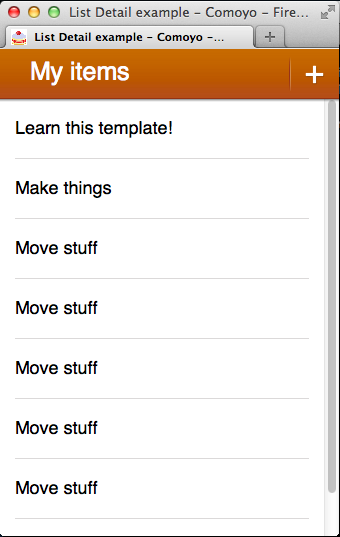 List Detail example – Comoyo – Fire...
List Detail example – Comoyo –...
My items
Learn this template!
Make things
Move stuff
Move stuff
Move stuff
Move stuff
Move stuff